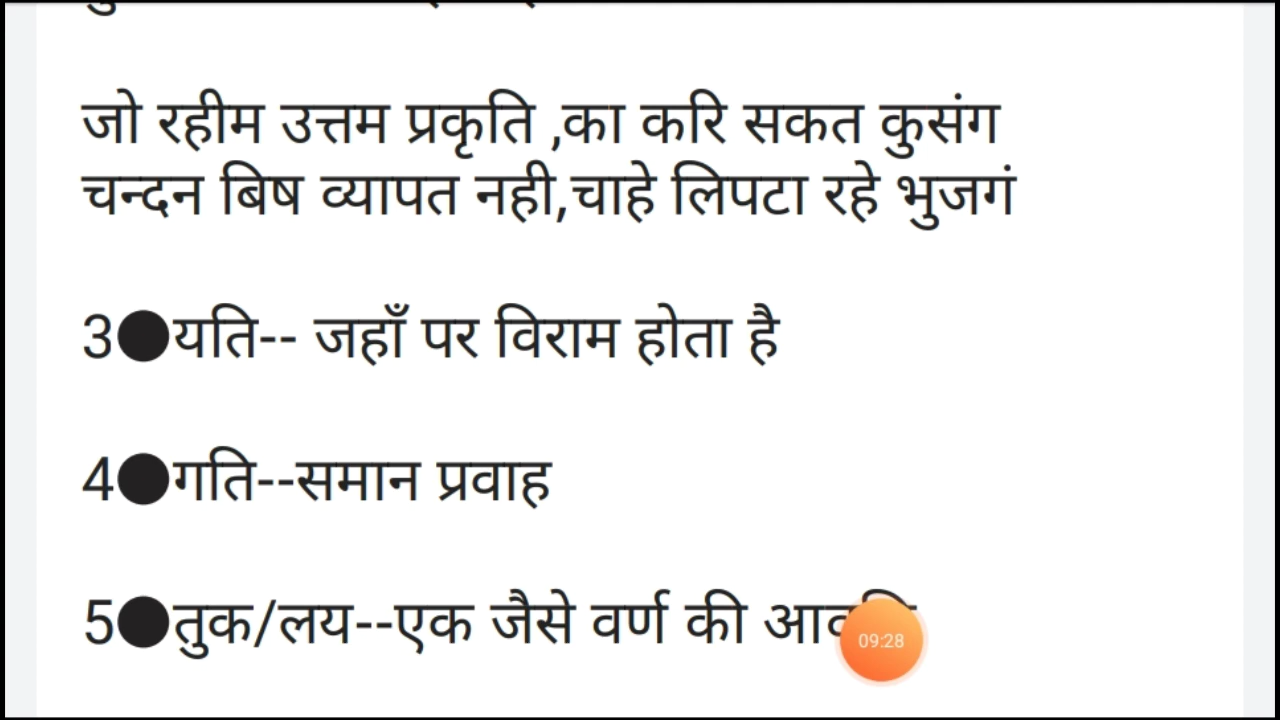 जो रहीम उत्तम प्रकृति ,का करि सकत कुसंग
चन्दन बिष व्यापत नही,चाहे लिपटा रहे भुजगं
3●यति-- जहाँ पर विराम होता है
4●गति--समान प्रवाह
5●तुक/लय--एक जैसे वर्ण की
09:28